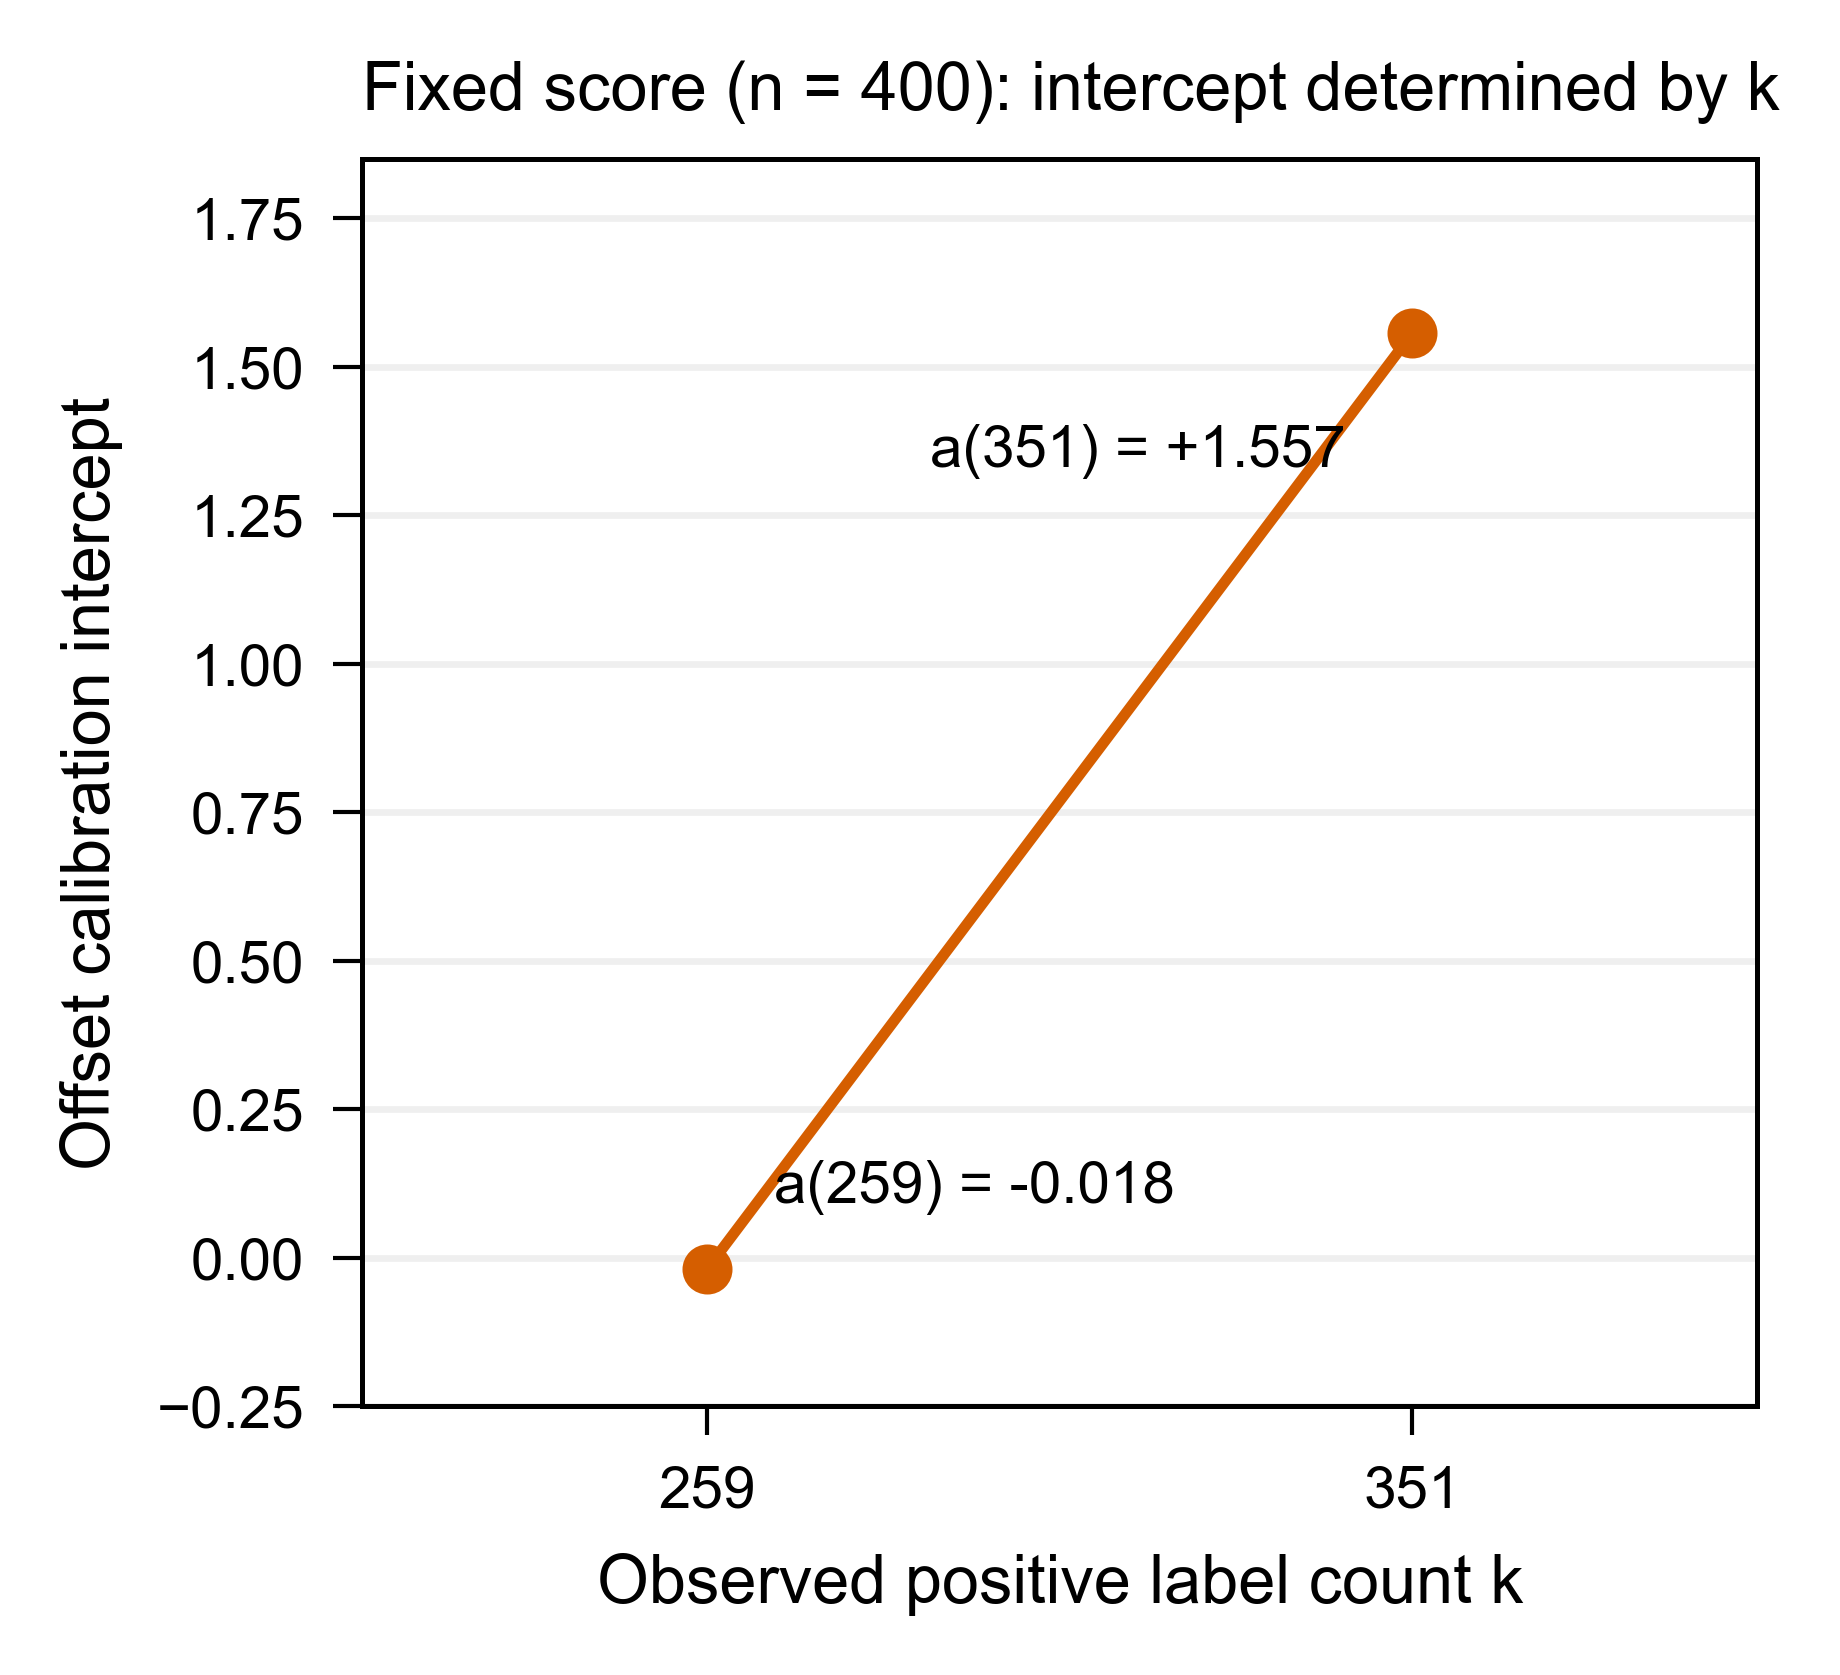 Fixed score (n = 400): intercept determined by k
Offset calibration intercept
1.75
1.50
1.25
1.00
0.75
0.50
0.25
0.00
−0.25
a(351) = +1.557
a(259) = -0.018
259
351
Observed positive label count k